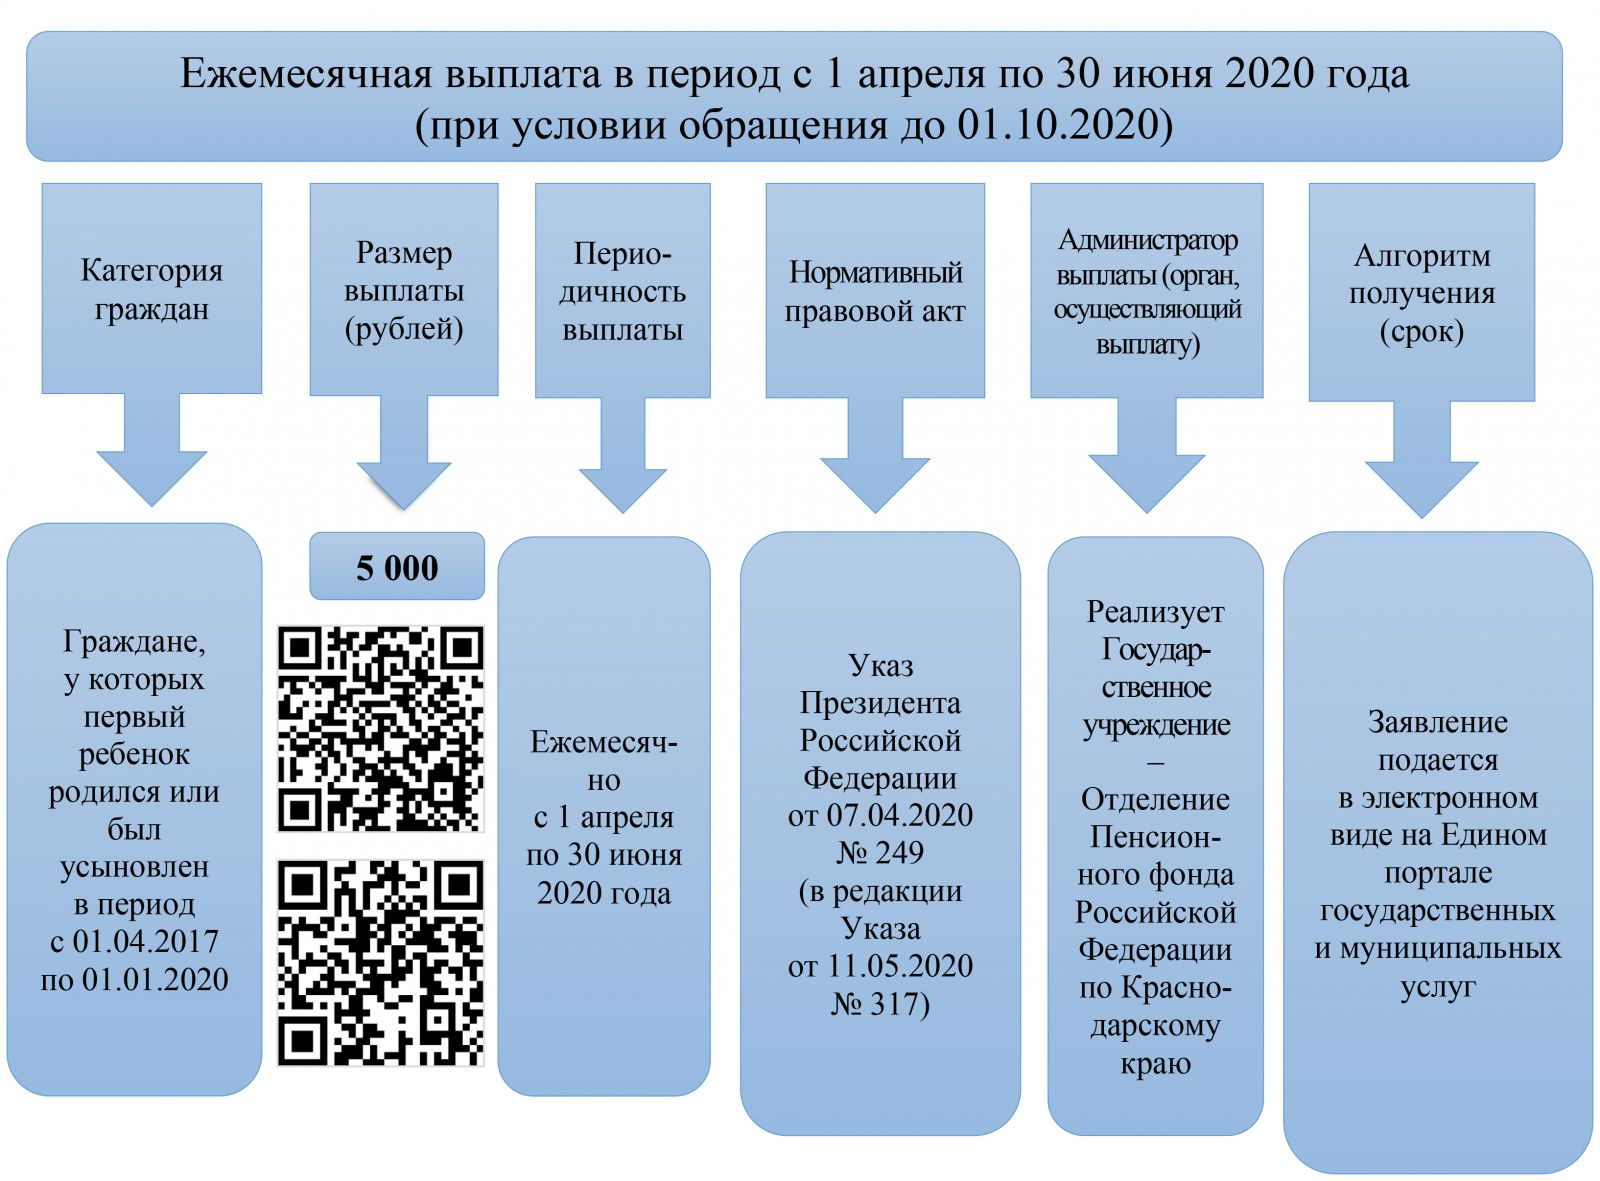 Ежемесячная выплата в период с 1 апреля по 30 июня 2020 года
(при условии обращения до 01.10.2020)
Категория
граждан
Размер
выплаты
(рублей)
Перио-
дичность
выплаты
Нормативный
правовой акт
Администратор
выплаты (орган,
осуществляющий
выплату)
Алгоритм
получения
(срок)
Граждане,
у которых
первый
ребенок
родился или
был
усыновлен
в период
с 01.04.2017
по 01.01.2020
5 000
Ежемесяч-
но
с 1 апреля
по 30 июня
2020 года
Указ
Президента
Российской
Федерации
от 07.04.2020
№ 249
(в редакции
Указа
от 11.05.2020
№ 317)
Реализует
Государ-
ственное
учреждение
–
Отделение
Пенсион-
ного фонда
Российской
Федерации
по Красно-
дарскому
краю
Заявление
подается
в электронном
виде на Едином
портале
государственных
и муниципальных
услуг